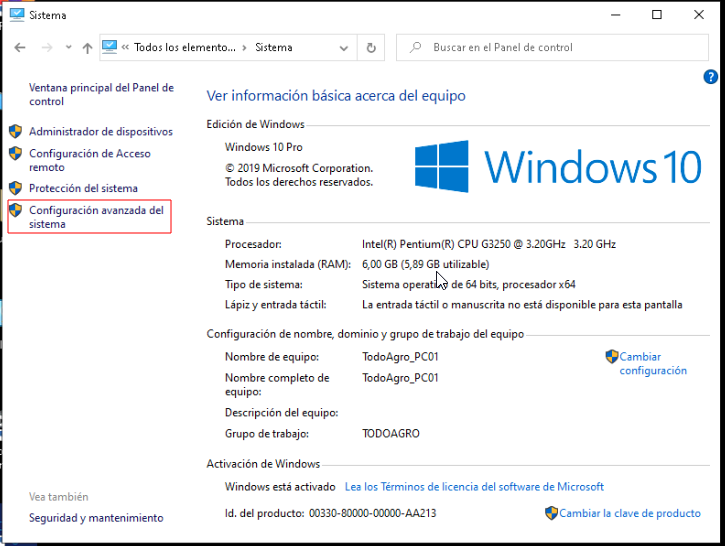 Sistema
« Todos los elemento... > Sistema
Buscar en el Panel de control
Ventana principal del Panel de
control
Administrador de dispositivos
Configuración de Acceso
remoto
Protección del sistema
Configuración avanzada del
sistema
Ver información básica acerca del equipo
Edición de Windows
Windows 10 Pro
© 2019 Microsoft Corporation.
Todos los derechos reservados.
Windows 10
Sistema
Procesador: Intel(R) Pentium(R) CPU G3250 @ 3.20GHz 3.20 GHz
Memoria instalada (RAM): 6,00 GB (5,89 GB utilizable)
Tipo de sistema: Sistema operativo de 64 bits, procesador x64
Lápiz y entrada táctil: La entrada táctil o manuscrita no está disponible para esta pantalla
Configuración de nombre, dominio y grupo de trabajo del equipo
Nombre de equipo: TodoAgro_PC01
Cambiar
configuración
Nombre completo de
equipo:
TodoAgro_PC01
Descripción del equipo:
Grupo de trabajo: TODOAGRO
Activación de Windows
Windows está activado Lea los Términos de licencia del software de Microsoft
Id. del producto: 00330-80000-00000-AA213
Cambiar la clave de producto
Vea también
Seguridad y mantenimiento